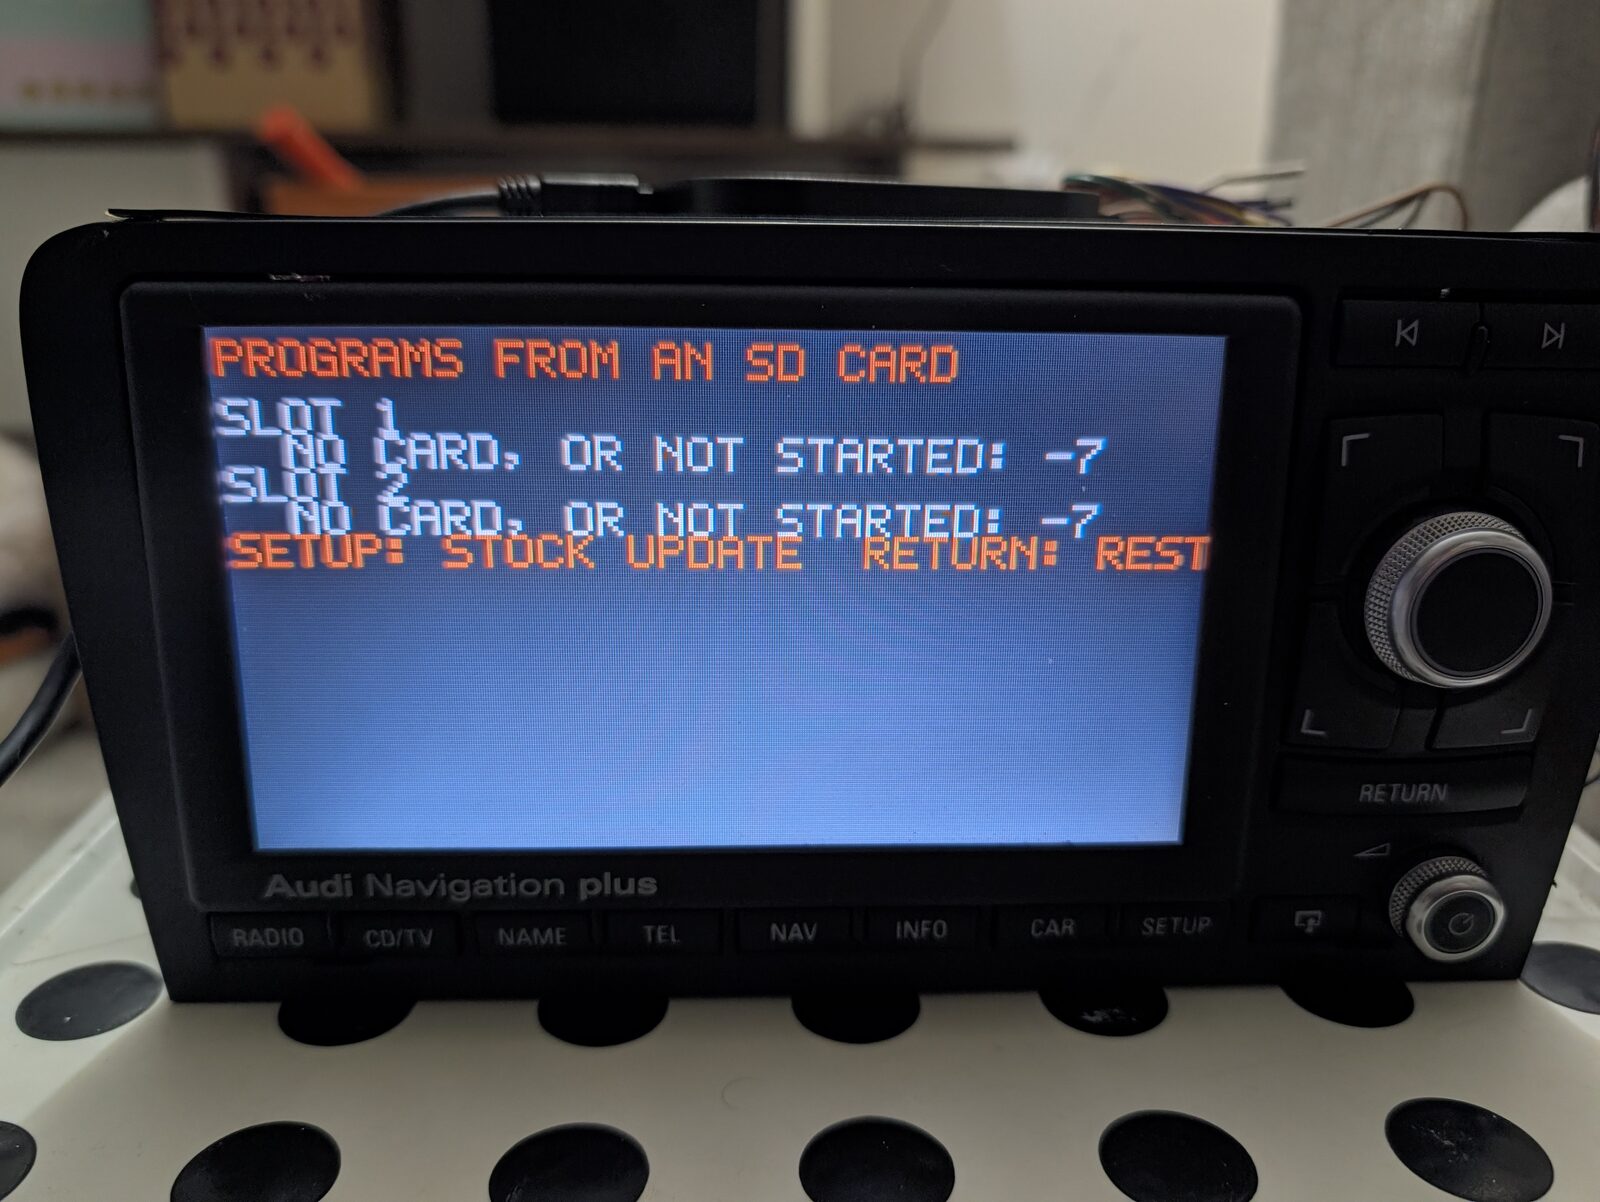 PROGRAMS FROM AN SD CARD
SLOT 1
NO CARD, OR NOT STARTED: -7
SLOT 2
NO CARD, OR NOT STARTED: -7
SETUP: STOCK UPDATE RETURN: REST
RETURN
Audi Navigation plus
RADIO CD/TV NAME TEL NAV INFO CAR SETUP